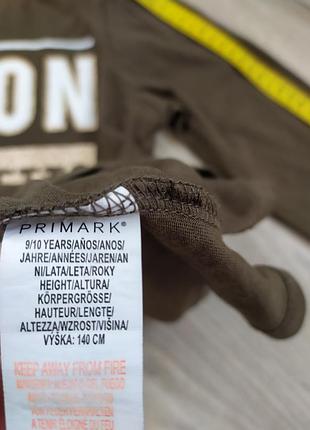 ON
PRIMARK®
9/10 YEARS/AÑOS/ANOS/
JAHRE/ANNÉES/JAREN/AN
NI/LATA/LETA/ROKY
HEIGHT/ALTURA/
KÖRPERGRÖSSE/
HAUTEUR/LENGTE/
ALTEZZA/WZROST/VIŠINA/
VÝŠKA: 140 CM
KEEP AWAY FROM FIRE